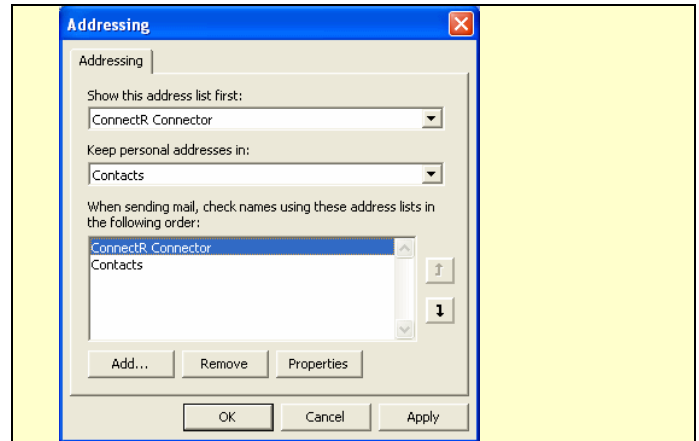 Addressing
Addressing
Show this address list first:
ConnectR Connector
Keep personal addresses in:
Contacts
When sending mail, check names using these address lists in
the following order:
ConnectR Connector
Contacts
Add... Remove Properties
OK Cancel Apply